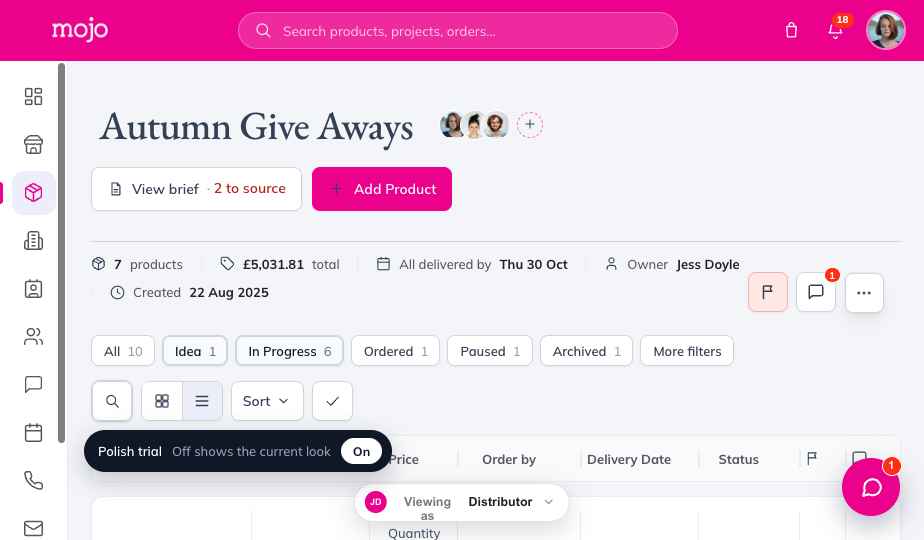 mojo
Search products, projects, orders...
18
Autumn Give Aways
View brief · 2 to source
Add Product
7 products
£5,031.81 total
All delivered by Thu 30 Oct
Owner Jess Doyle
Created 22 Aug 2025
1
All 10
Idea 1
In Progress 6
Ordered 1
Paused 1
Archived 1
More filters
Sort
Polish trial Off shows the current look On
Price
Order by
Delivery Date
Status
1
JD
Viewing as
Distributor
Quantity